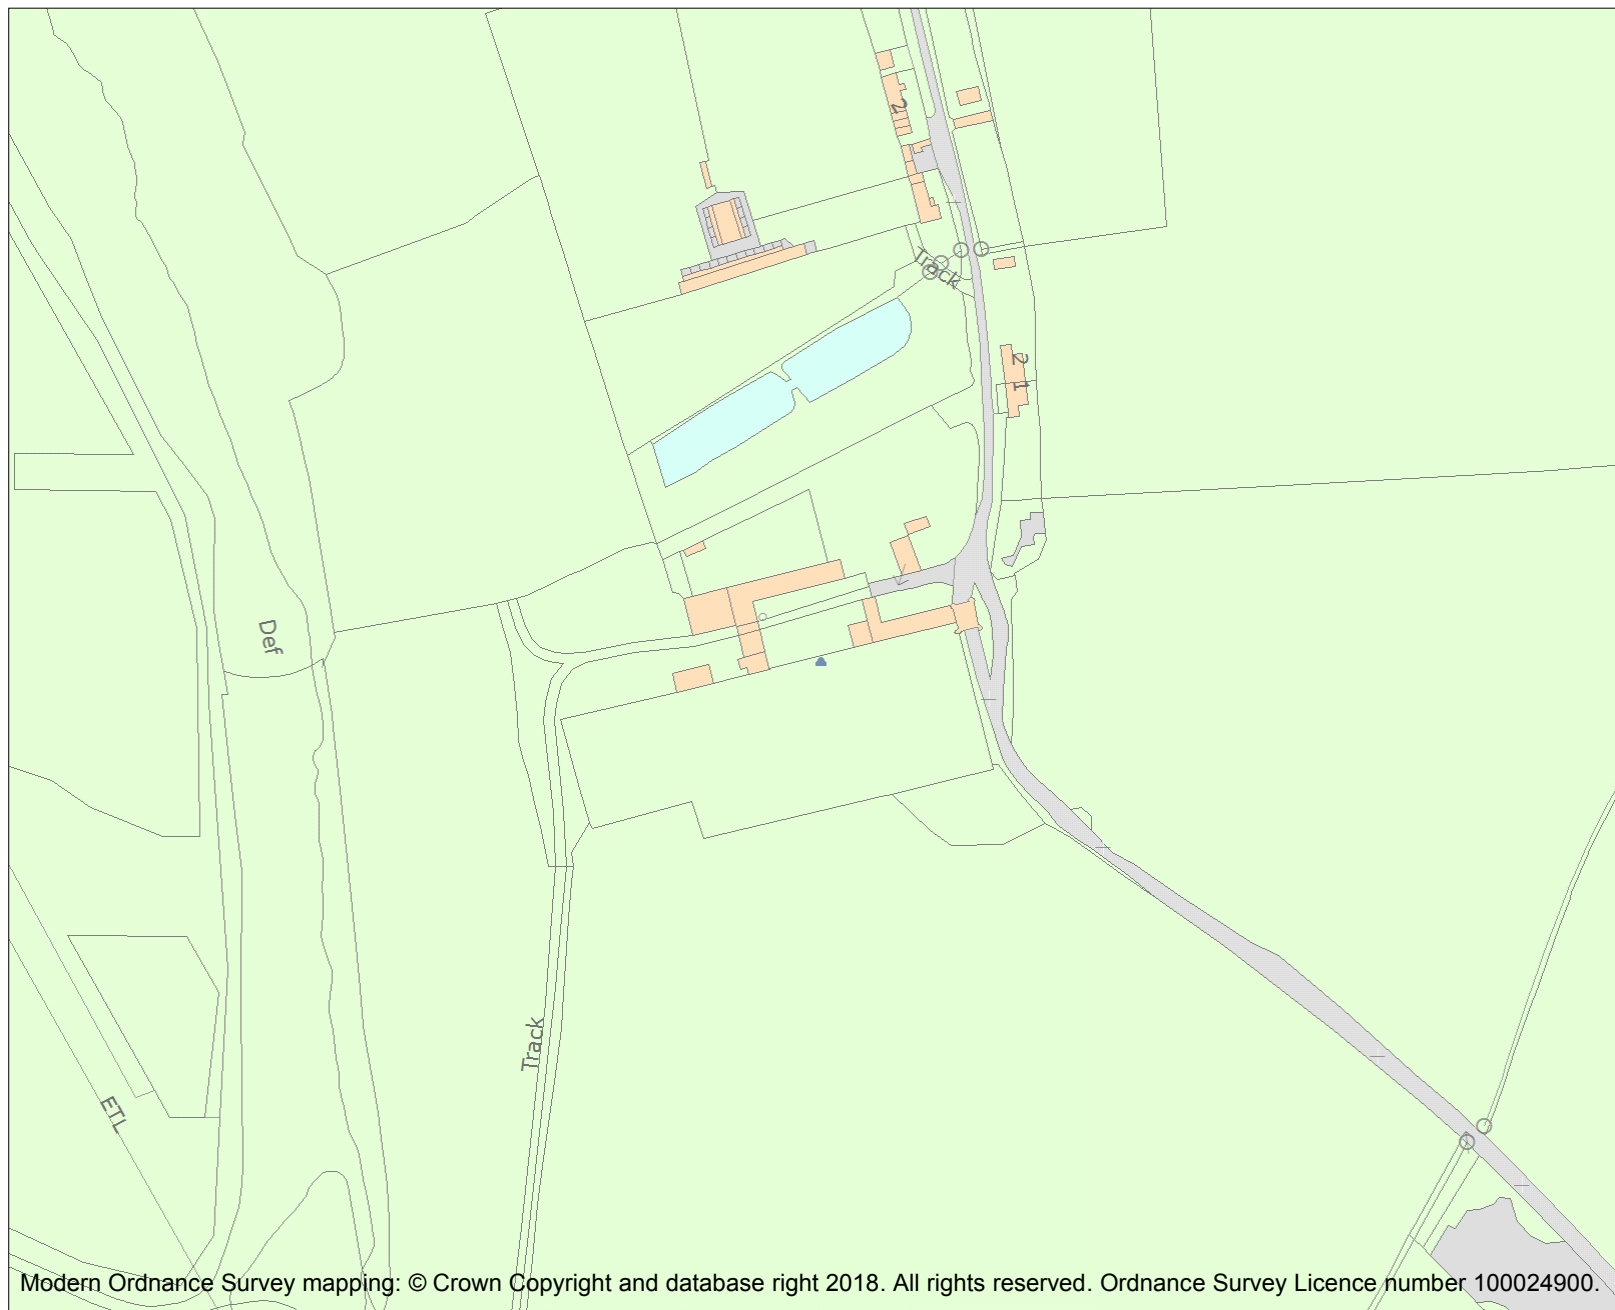 2
Track
2
1
Def
Track
ETL
Modern Ordnance Survey mapping: © Crown Copyright and database right 2018. All rights reserved. Ordnance Survey Licence number 100024900.